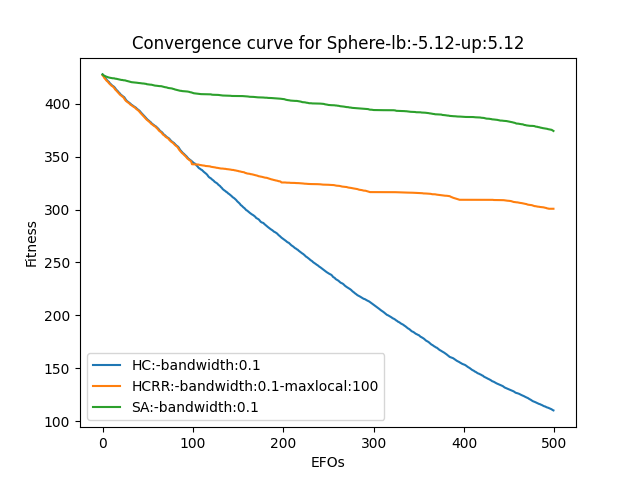 Convergence curve for Sphere-lb:-5.12-up:5.12
Fitness
400
350
300
250
200
150
100
HC:-bandwidth:0.1
HCRR:-bandwidth:0.1-maxlocal:100
SA:-bandwidth:0.1
0 100 200 300 400 500
EFOs